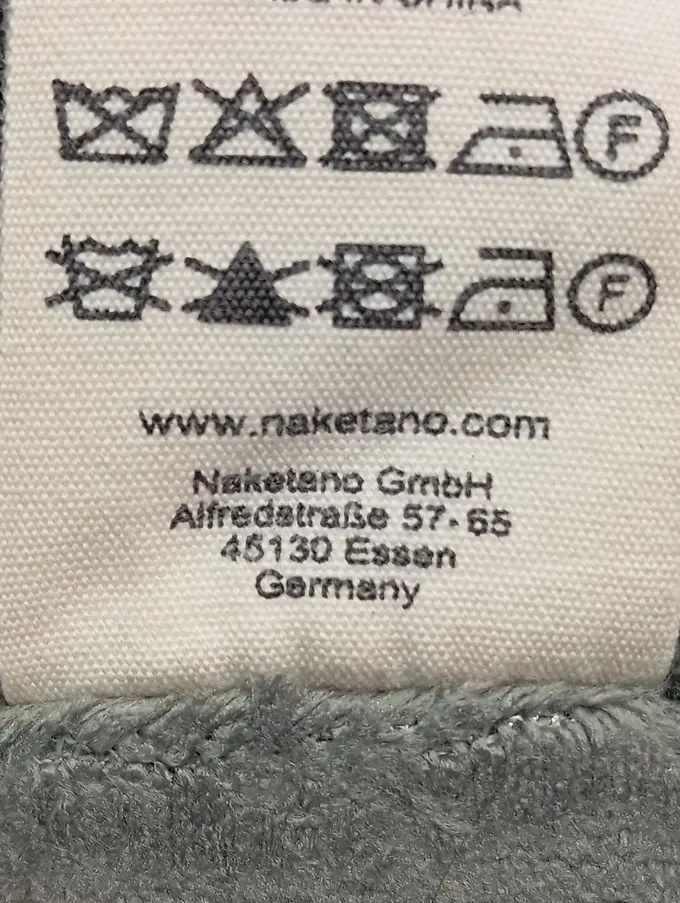 F
F
www.naketano.com
Naketano GmbH
Alfredstraße 57-65
45130 Essen
Germany